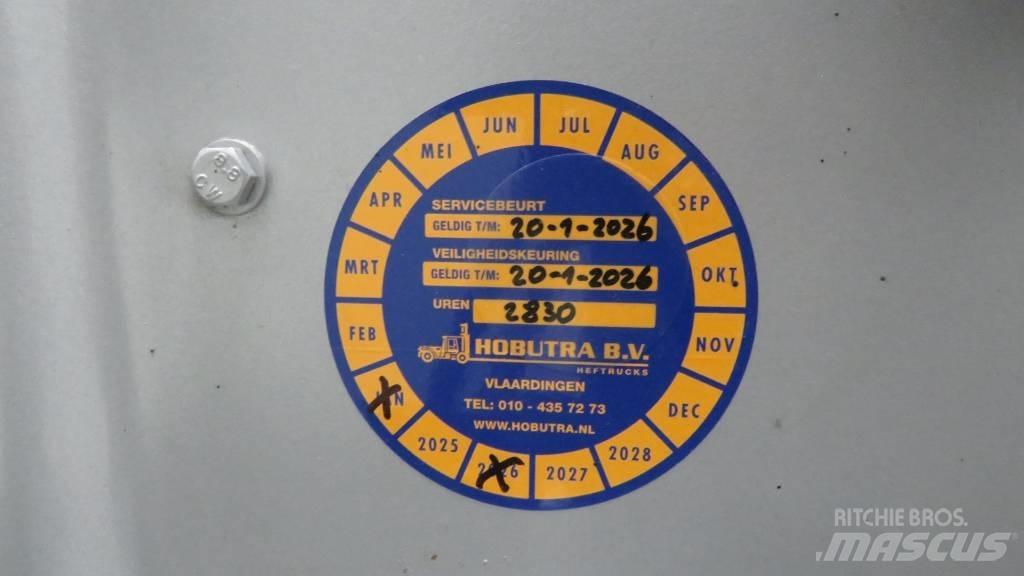 8.8
CW
JAN
FEB
MRT
APR
MEI
JUN
JUL
AUG
SEP
OKT
NOV
DEC
2025
2026
2027
2028
SERVICEBEURT
GELDIG T/M: 20-1-2026
VEILIGHEIDSKEURING
GELDIG T/M: 20-1-2026
UREN 2830
HOBUTRA B.V.
HEFTRUCKS
VLAARDINGEN
TEL: 010 - 435 72 73
WWW.HOBUTRA.NL
RITCHIE BROS.
MASCUS